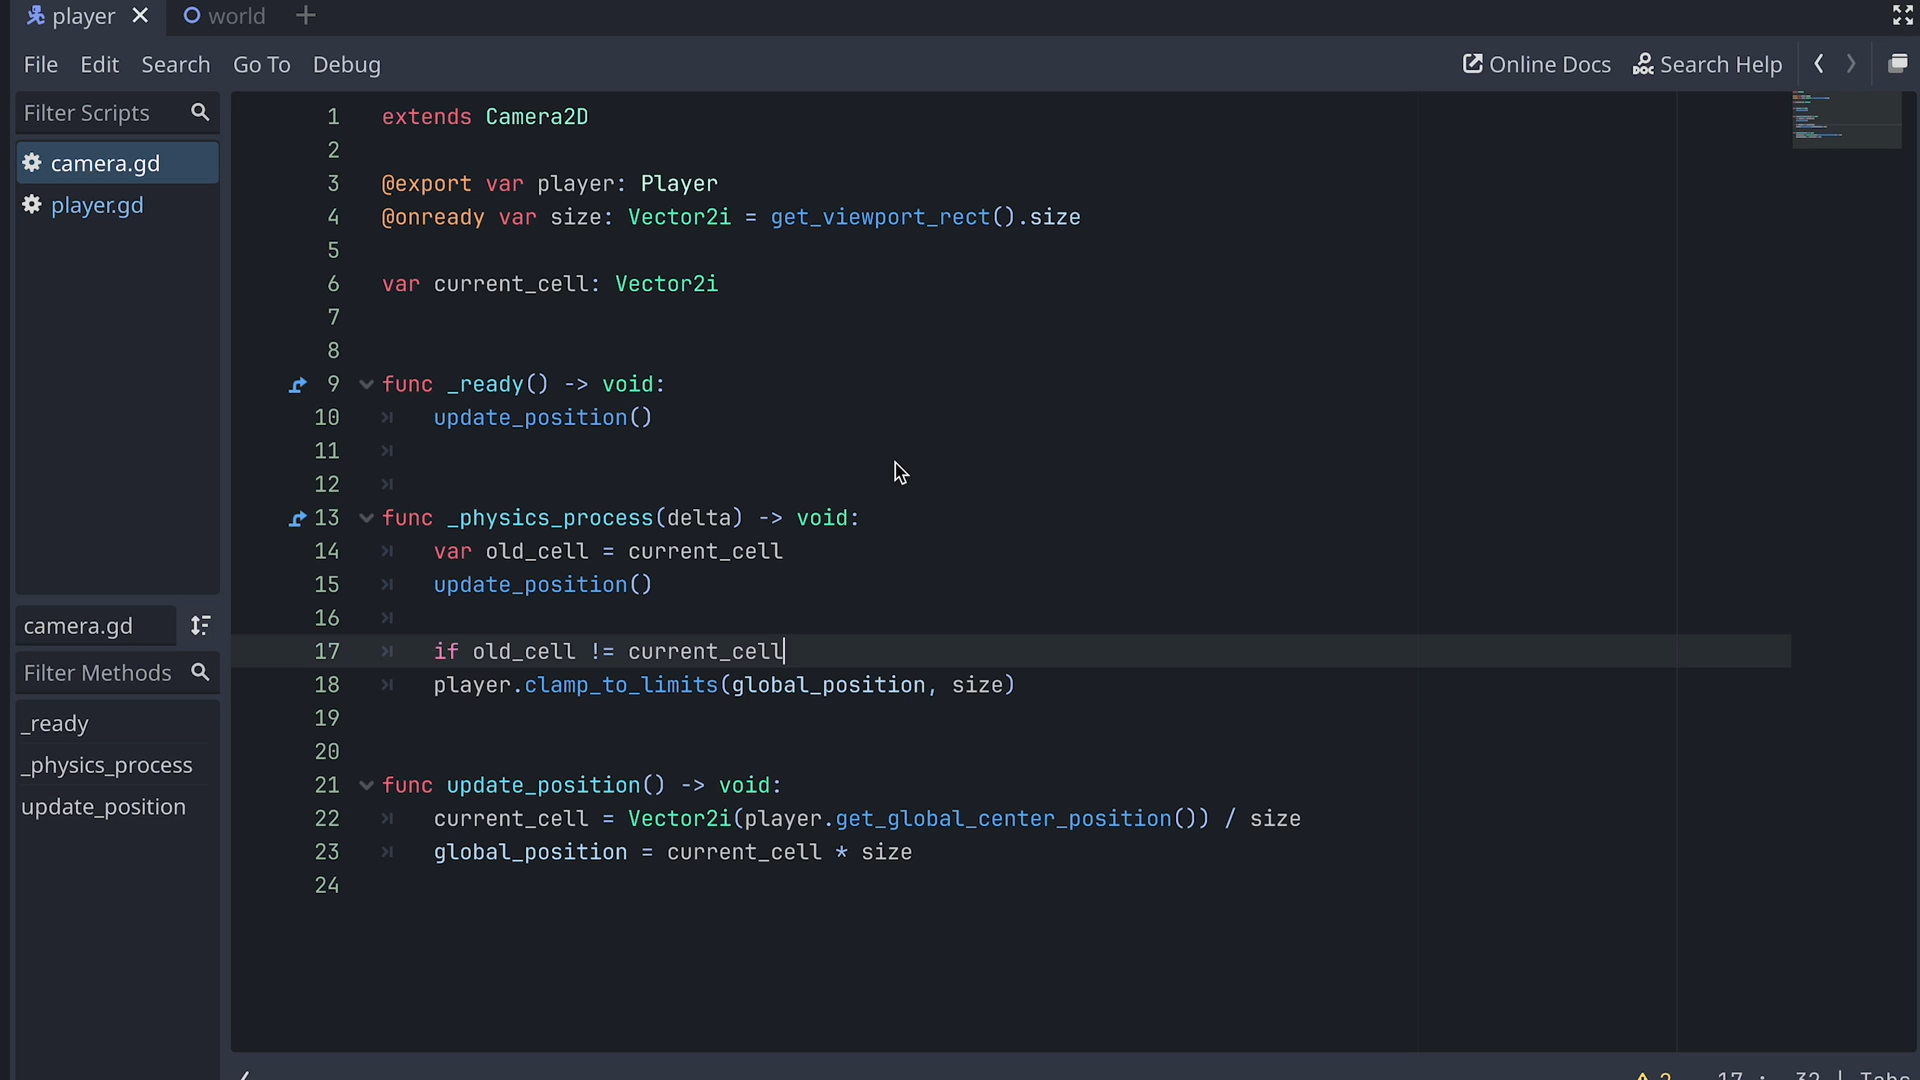 player world
File Edit Search Go To Debug Online Docs Search Help
Filter Scripts
camera.gd
player.gd
camera.gd
Filter Methods
_ready
_physics_process
update_position
1 extends Camera2D
2
3 @export var player: Player
4 @onready var size: Vector2i = get_viewport_rect().size
5
6 var current_cell: Vector2i
7
8
9 func _ready() -> void:
10 update_position()
11
12
13 func _physics_process(delta) -> void:
14 var old_cell = current_cell
15 update_position()
16
17 if old_cell != current_cell
18 player.clamp_to_limits(global_position, size)
19
20
21 func update_position() -> void:
22 current_cell = Vector2i(player.get_global_center_position()) / size
23 global_position = current_cell * size
24
2 17 : 32 | Tabs